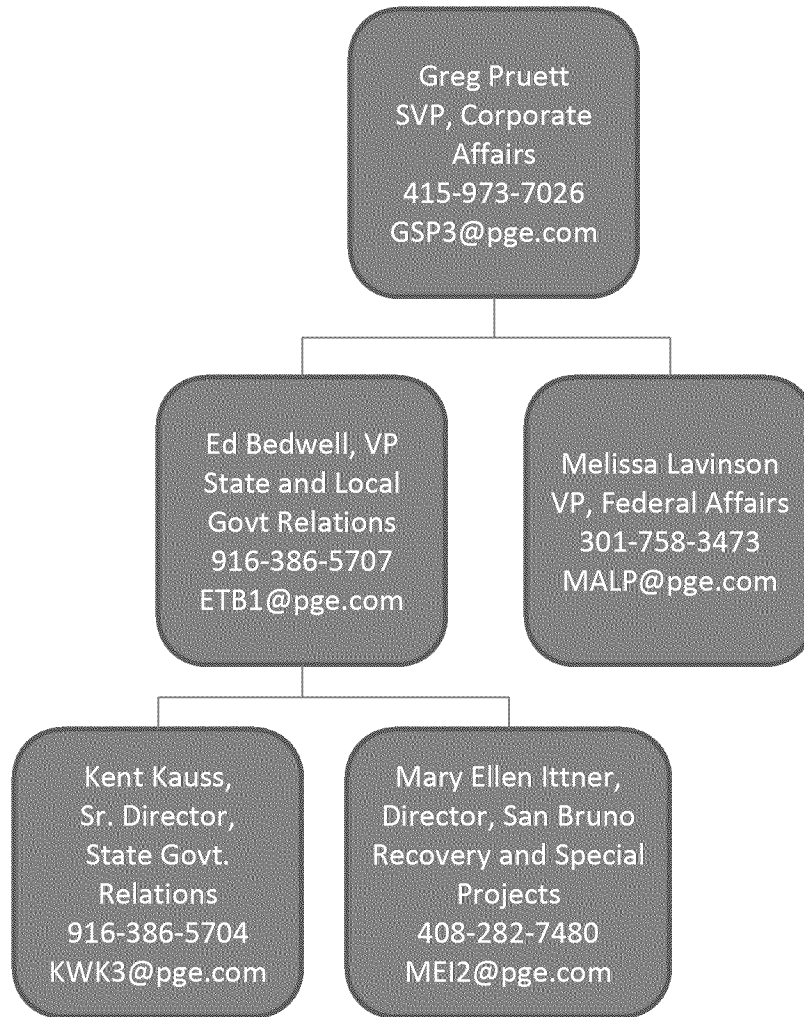 Greg Pruett
SVP, Corporate
Affairs
415-973-7026
GSP3@pge.com
Ed Bedwell, VP
State and Local
Govt Relations
916-386-5707
ETB1@pge.com
Melissa Lavinson
VP, Federal Affairs
301-758-3473
MALP@pge.com
Kent Kauss,
Sr. Director,
State Govt.
Relations
916-386-5704
KWK3@pge.com
Mary Ellen Ittner,
Director, San Bruno
Recovery and Special
Projects
408-282-7480
MEI2@pge.com